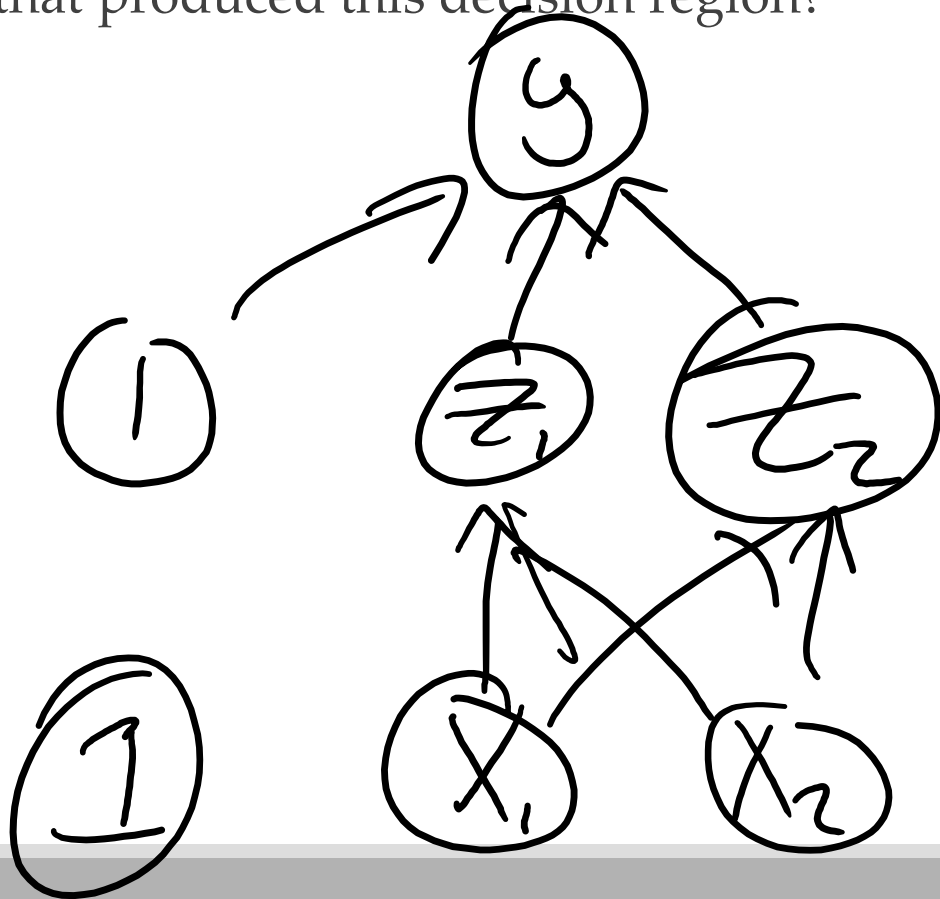 that produced this decision region?
y
1 z₁ z₂
1 x₁ x₂